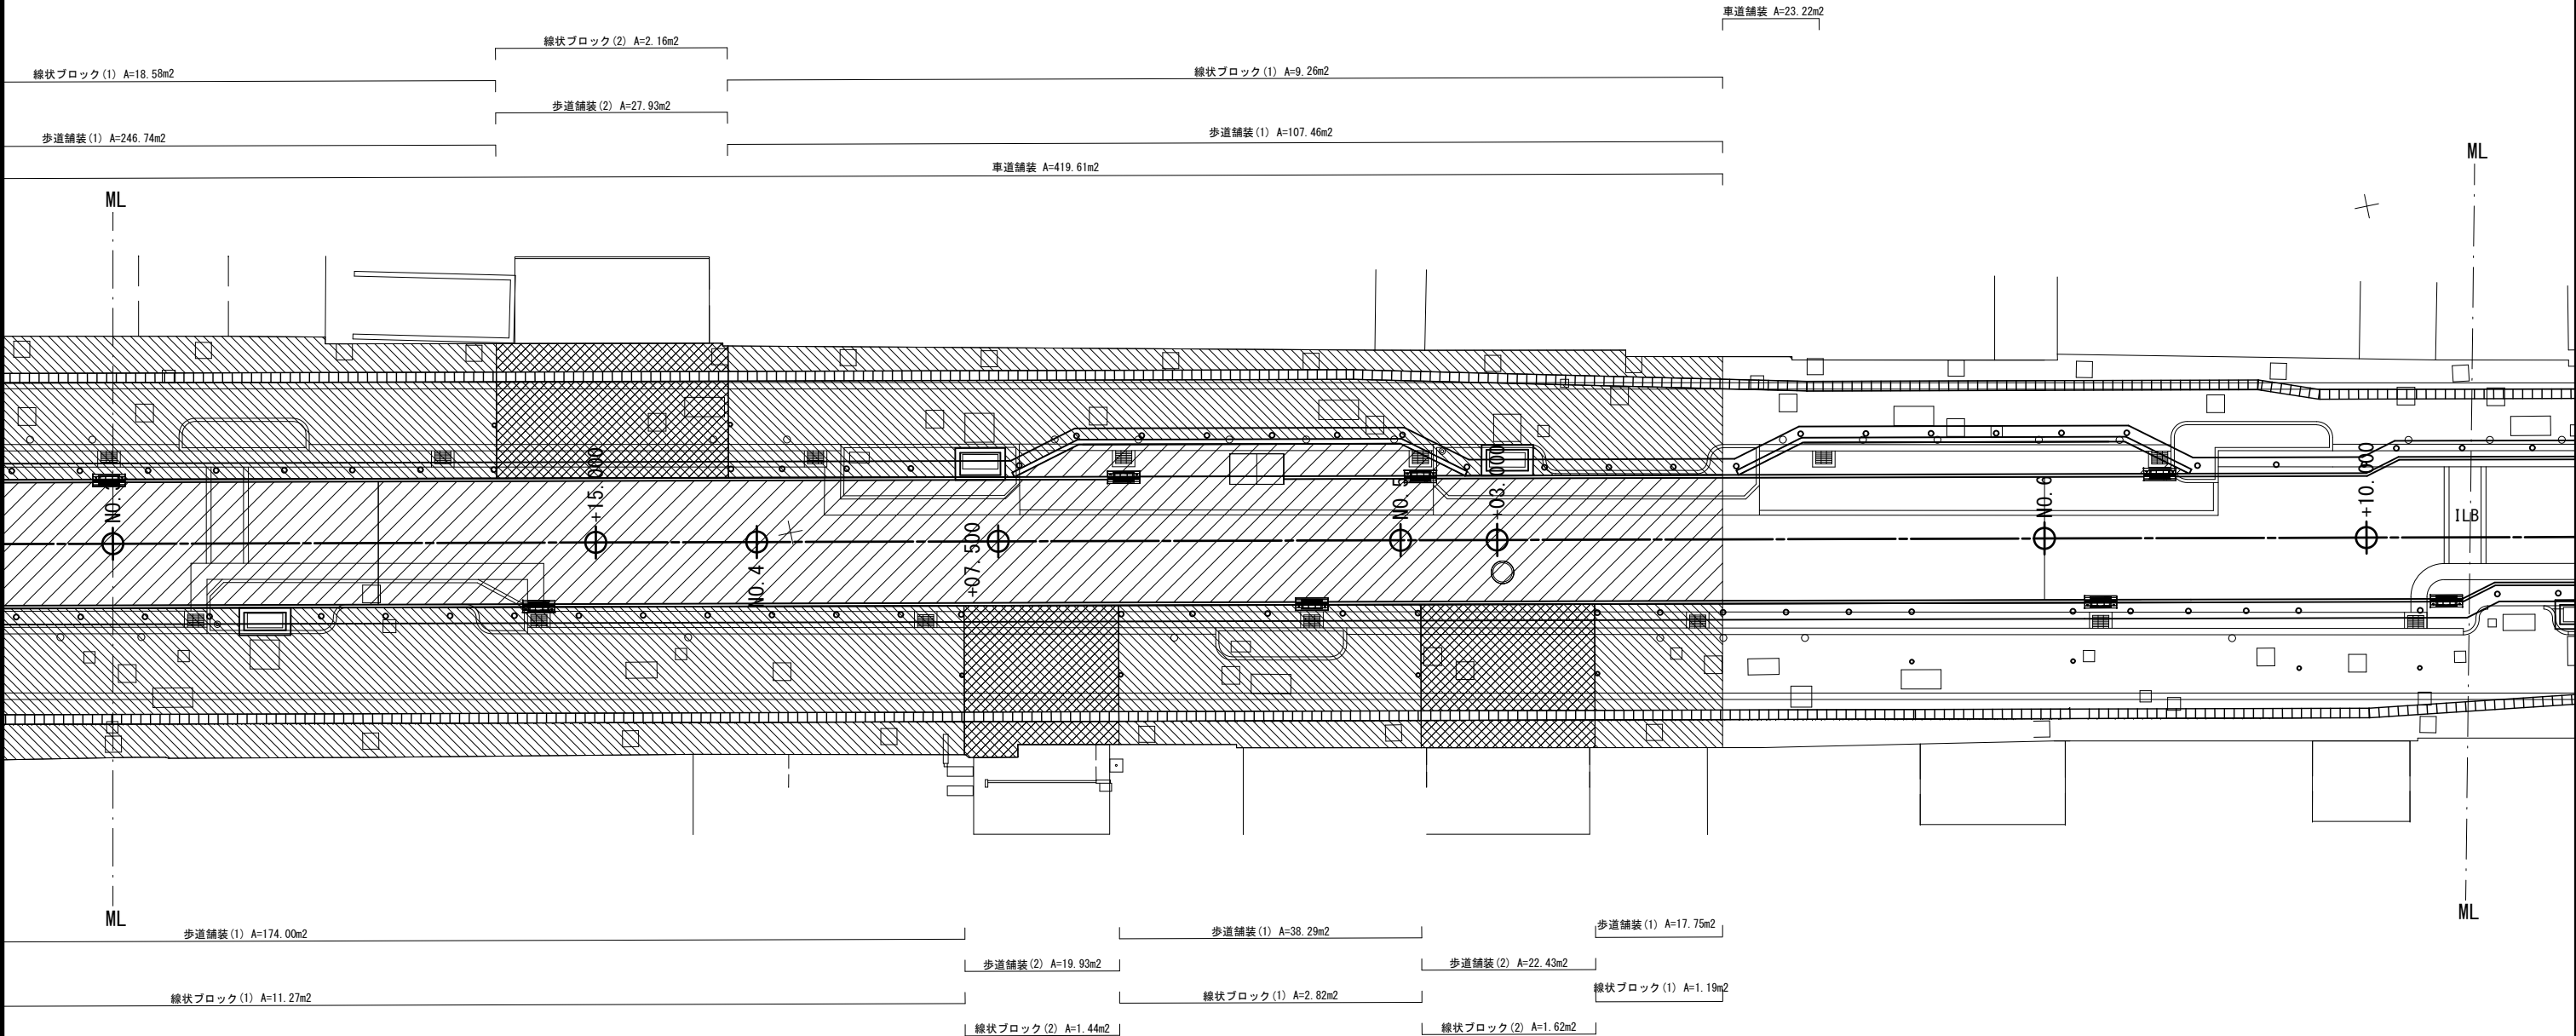 車道舗装 A=23.22m2
線状ブロック(2) A=2.16m2
線状ブロック(1) A=18.58m2
線状ブロック(1) A=9.26m2
歩道舗装(2) A=27.93m2
歩道舗装(1) A=246.74m2
歩道舗装(1) A=107.46m2
車道舗装 A=419.61m2
ML
ML
NO.
+15.000
NO.4
+07.500
NO.5
+03.000
NO.6
+10.500
ILB
ML
ML
歩道舗装(1) A=174.00m2
歩道舗装(1) A=38.29m2
歩道舗装(1) A=17.75m2
歩道舗装(2) A=19.93m2
歩道舗装(2) A=22.43m2
線状ブロック(1) A=11.27m2
線状ブロック(1) A=2.82m2
線状ブロック(1) A=1.19m2
線状ブロック(2) A=1.44m2
線状ブロック(2) A=1.62m2